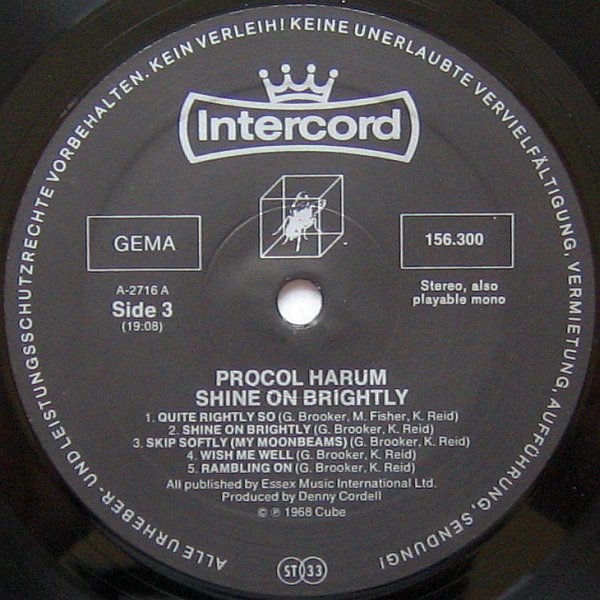 ALLE URHEBER- UND LEISTUNGSSCHUTZRECHTE VORBEHALTEN. KEIN VERLEIH! KEINE UNERLAUBTE VERVIELFÄLTIGUNG, VERMIETUNG, AUFFÜHRUNG, SENDUNG!
Intercord
GEMA
156.300
A-2716 A
Side 3
(19:08)
Stereo, also
playable mono
PROCOL HARUM
SHINE ON BRIGHTLY
1. QUITE RIGHTLY SO (G. Brooker, M. Fisher, K. Reid)
2. SHINE ON BRIGHTLY (G. Brooker, K. Reid)
3. SKIP SOFTLY (MY MOONBEAMS) (G. Brooker, K. Reid)
4. WISH ME WELL (G. Brooker, K. Reid)
5. RAMBLING ON (G. Brooker, K. Reid)
All published by Essex Music International Ltd.
Produced by Denny Cordell
© ℗ 1968 Cube
ST 33